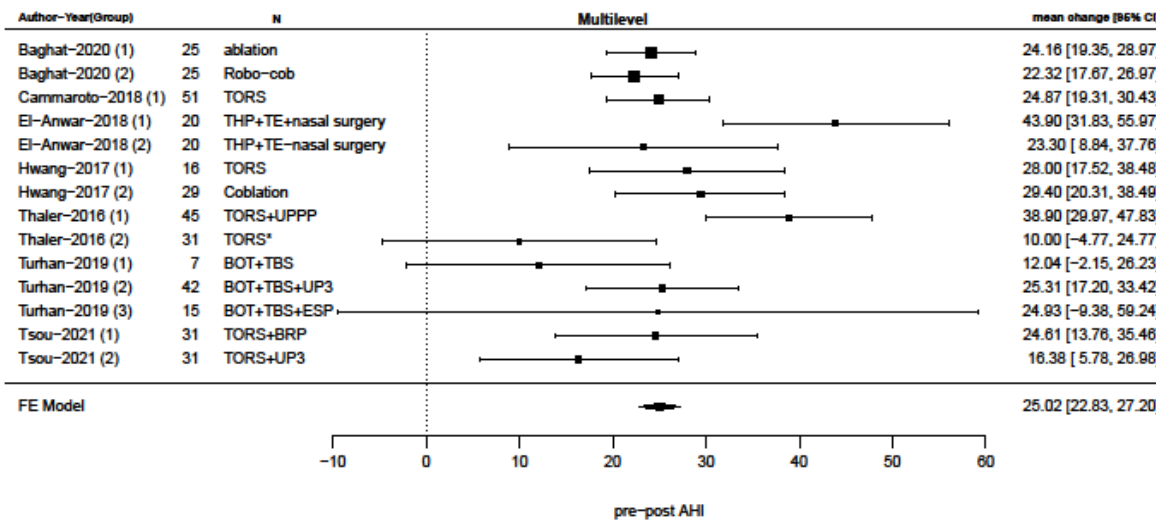 Author-Year(Group) N Multilevel mean change [95% CI
Baghat-2020 (1) 25 ablation 24.16 [19.35, 28.97]
Baghat-2020 (2) 25 Robo-cob 22.32 [17.67, 26.97]
Cammaroto-2018 (1) 51 TORS 24.87 [19.31, 30.43]
El-Anwar-2018 (1) 20 THP+TE+nasal surgery 43.90 [31.83, 55.97]
El-Anwar-2018 (2) 20 THP+TE-nasal surgery 23.30 [ 8.84, 37.76]
Hwang-2017 (1) 16 TORS 28.00 [17.52, 38.48]
Hwang-2017 (2) 29 Coblation 29.40 [20.31, 38.49]
Thaler-2016 (1) 45 TORS+UPPP 38.90 [29.97, 47.83]
Thaler-2016 (2) 31 TORS* 10.00 [-4.77, 24.77]
Turhan-2019 (1) 7 BOT+TBS 12.04 [-2.15, 26.23]
Turhan-2019 (2) 42 BOT+TBS+UP3 25.31 [17.20, 33.42]
Turhan-2019 (3) 15 BOT+TBS+ESP 24.93 [-9.38, 59.24]
Tsou-2021 (1) 31 TORS+BRP 24.61 [13.76, 35.46]
Tsou-2021 (2) 31 TORS+UP3 16.38 [ 5.78, 26.98]
FE Model 25.02 [22.83, 27.20]
-10 0 10 20 30 40 50 60
pre-post AHI